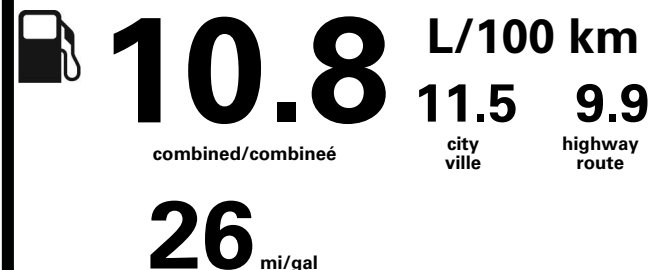 10.8 L/100 km
11.5 9.9
combined/combineé city highway
ville route
26 mi/gal